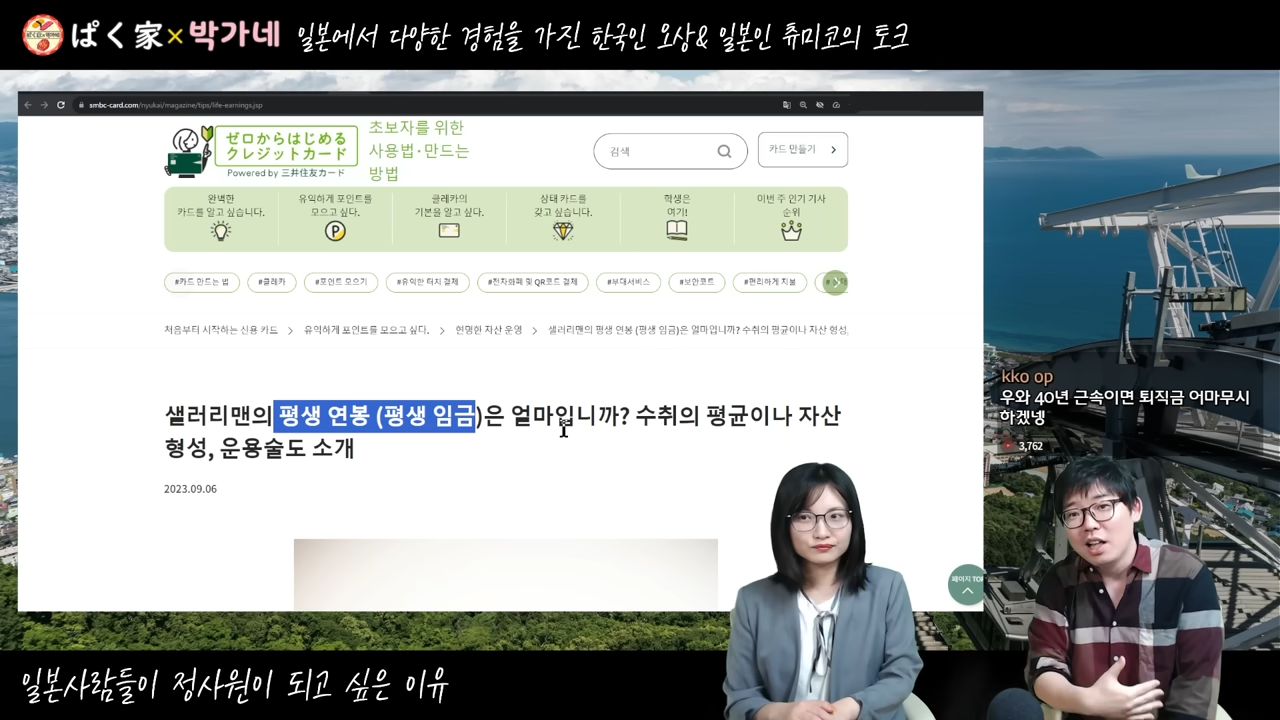 ぱく家×박가네 일본에서 다양한 경험을 가진 한국인 오상& 일본인 츄미코의 토크
smbc-card.com/nyukai/magazine/tips/life-earnings.jsp
ゼロからはじめる
クレジットカード
Powered by 三井住友カード
초보자를 위한
사용법·만드는
방법
검색
카드 만들기
완벽한
카드를 알고 싶습니다.
유익하게 포인트를
모으고 싶다.
클레카의
기본을 알고 싶다.
상태 카드를
갖고 싶습니다.
학생은
여기!
이번 주 인기 기사
순위
#카드 만드는 법
#클레카
#포인트 모으기
#유익한 터치 결제
#전자화폐 및 QR코드 결제
#부대서비스
#보안코드
#편리하게 지불
처음부터 시작하는 신용 카드 > 유익하게 포인트를 모으고 싶다. > 현명한 자산 운영 > 샐러리맨의 평생 연봉 (평생 임금)은 얼마입니까? 수취의 평균이나 자산 형성,
샐러리맨의 평생 연봉 (평생 임금)은 얼마입니까? 수취의 평균이나 자산
형성, 운용술도 소개
2023.09.06
페이지 TOP
kko op
우와 40년 근속이면 퇴직금 어마무시
하겠넹
3,762
일본사람들이 정사원이 되고 싶은 이유